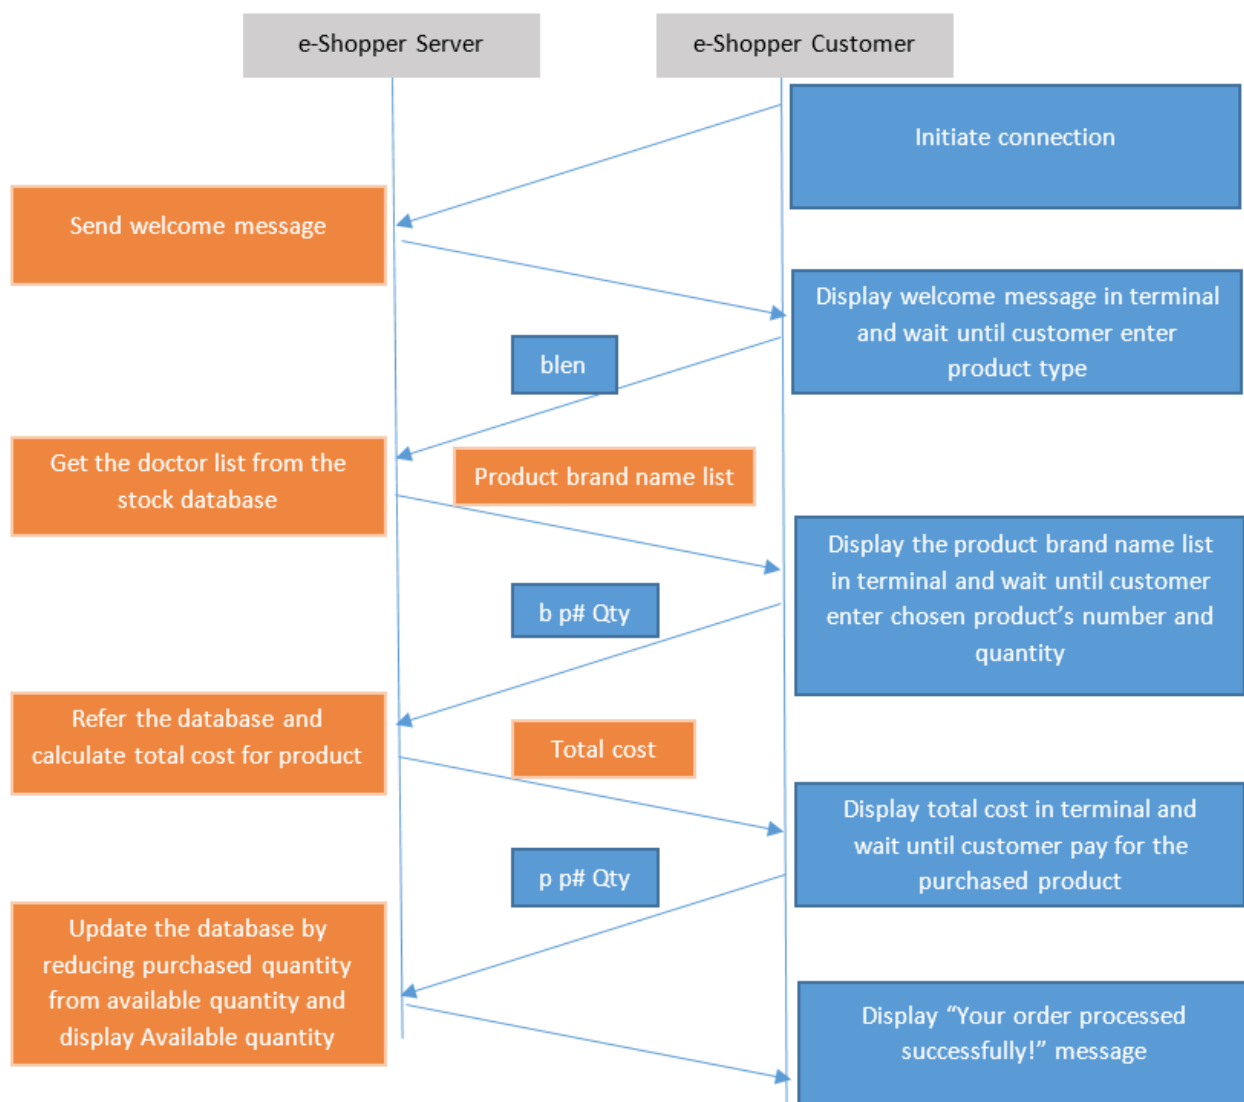 e-Shopper Server
e-Shopper Customer
Initiate connection
Send welcome message
Display welcome message in terminal
and wait until customer enter
product type
blen
Get the doctor list from the
stock database
Product brand name list
Display the product brand name list
in terminal and wait until customer
enter chosen product’s number and
quantity
b p# Qty
Refer the database and
calculate total cost for product
Total cost
Display total cost in terminal and
wait until customer pay for the
purchased product
p p# Qty
Update the database by
reducing purchased quantity
from available quantity and
display Available quantity
Display “Your order processed
successfully!” message